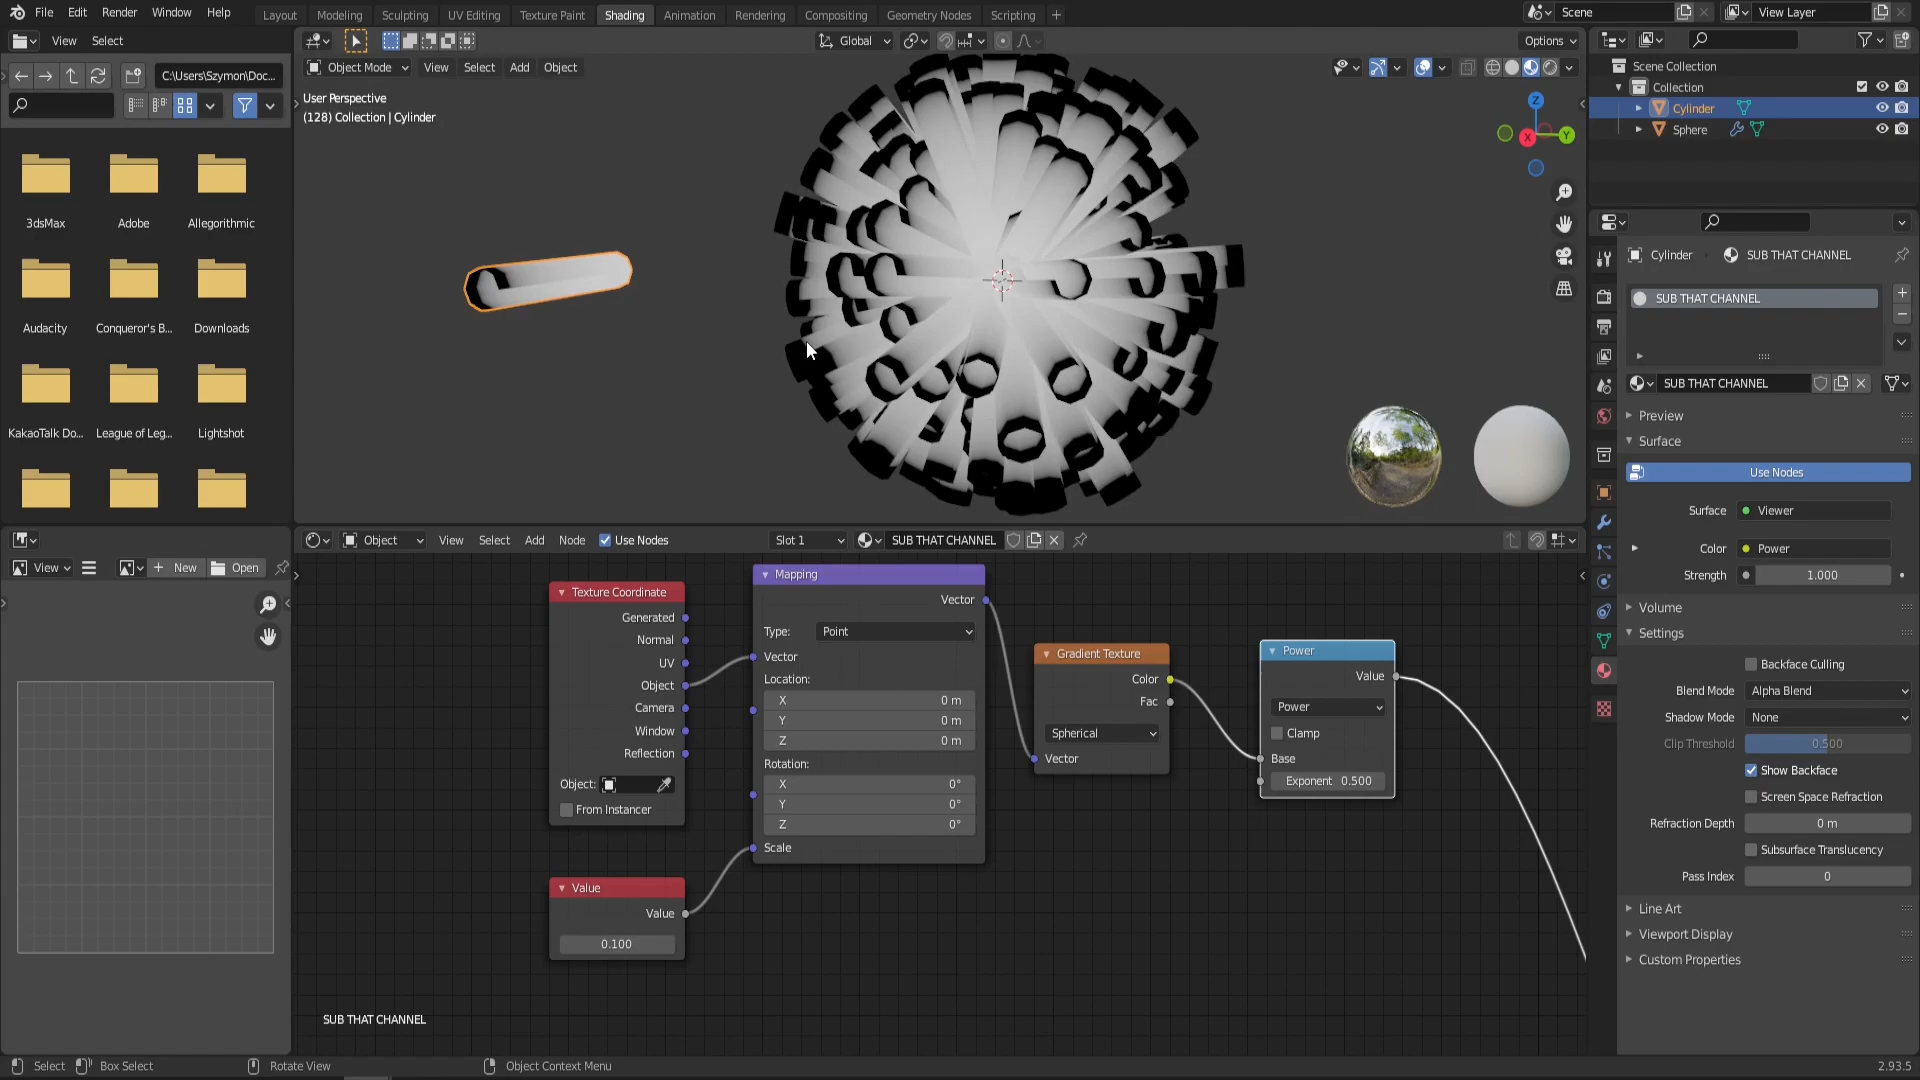 File Edit Render Window Help
Layout Modeling Sculpting UV Editing Texture Paint Shading Animation Rendering Compositing Geometry Nodes Scripting +
Scene
View Layer
View Select
Global
Options
C:\Users\Szymon\Doc...
Object Mode View Select Add Object
User Perspective
(128) Collection | Cylinder
Z
X
Y
Scene Collection
Collection
Cylinder
Sphere
3dsMax Adobe Allegorithmic
Audacity Conqueror's B... Downloads
KakaoTalk Do... League of Leg... Lightshot
Cylinder SUB THAT CHANNEL
SUB THAT CHANNEL
SUB THAT CHANNEL
Preview
Surface
Use Nodes
Surface Viewer
Color Power
Strength 1.000
Volume
Settings
Backface Culling
Blend Mode Alpha Blend
Shadow Mode None
Clip Threshold 0.500
Show Backface
Screen Space Refraction
Refraction Depth 0 m
Subsurface Translucency
Pass Index 0
Line Art
Viewport Display
Custom Properties
View + New Open
Object View Select Add Node Use Nodes Slot 1 SUB THAT CHANNEL
Texture Coordinate
Generated
Normal
UV
Object
Camera
Window
Reflection
Object:
From Instancer
Value
Value
0.100
Mapping
Vector
Type: Point
Vector
Location:
X 0 m
Y 0 m
Z 0 m
Rotation:
X 0°
Y 0°
Z 0°
Scale
Gradient Texture
Color
Fac
Spherical
Vector
Power
Value
Power
Clamp
Base
Exponent 0.500
SUB THAT CHANNEL
Select Box Select Rotate View Object Context Menu 2.93.5